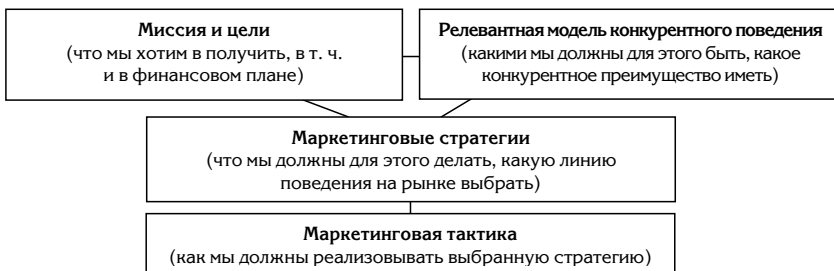 Миссия и цели
(что мы хотим в получить, в т. ч.
и в финансовом плане)
Релевантная модель конкурентного поведения
(какими мы должны для этого быть, какое
конкурентное преимущество иметь)
Маркетинговые стратегии
(что мы должны для этого делать, какую линию
поведения на рынке выбрать)
Маркетинговая тактика
(как мы должны реализовывать выбранную стратегию)